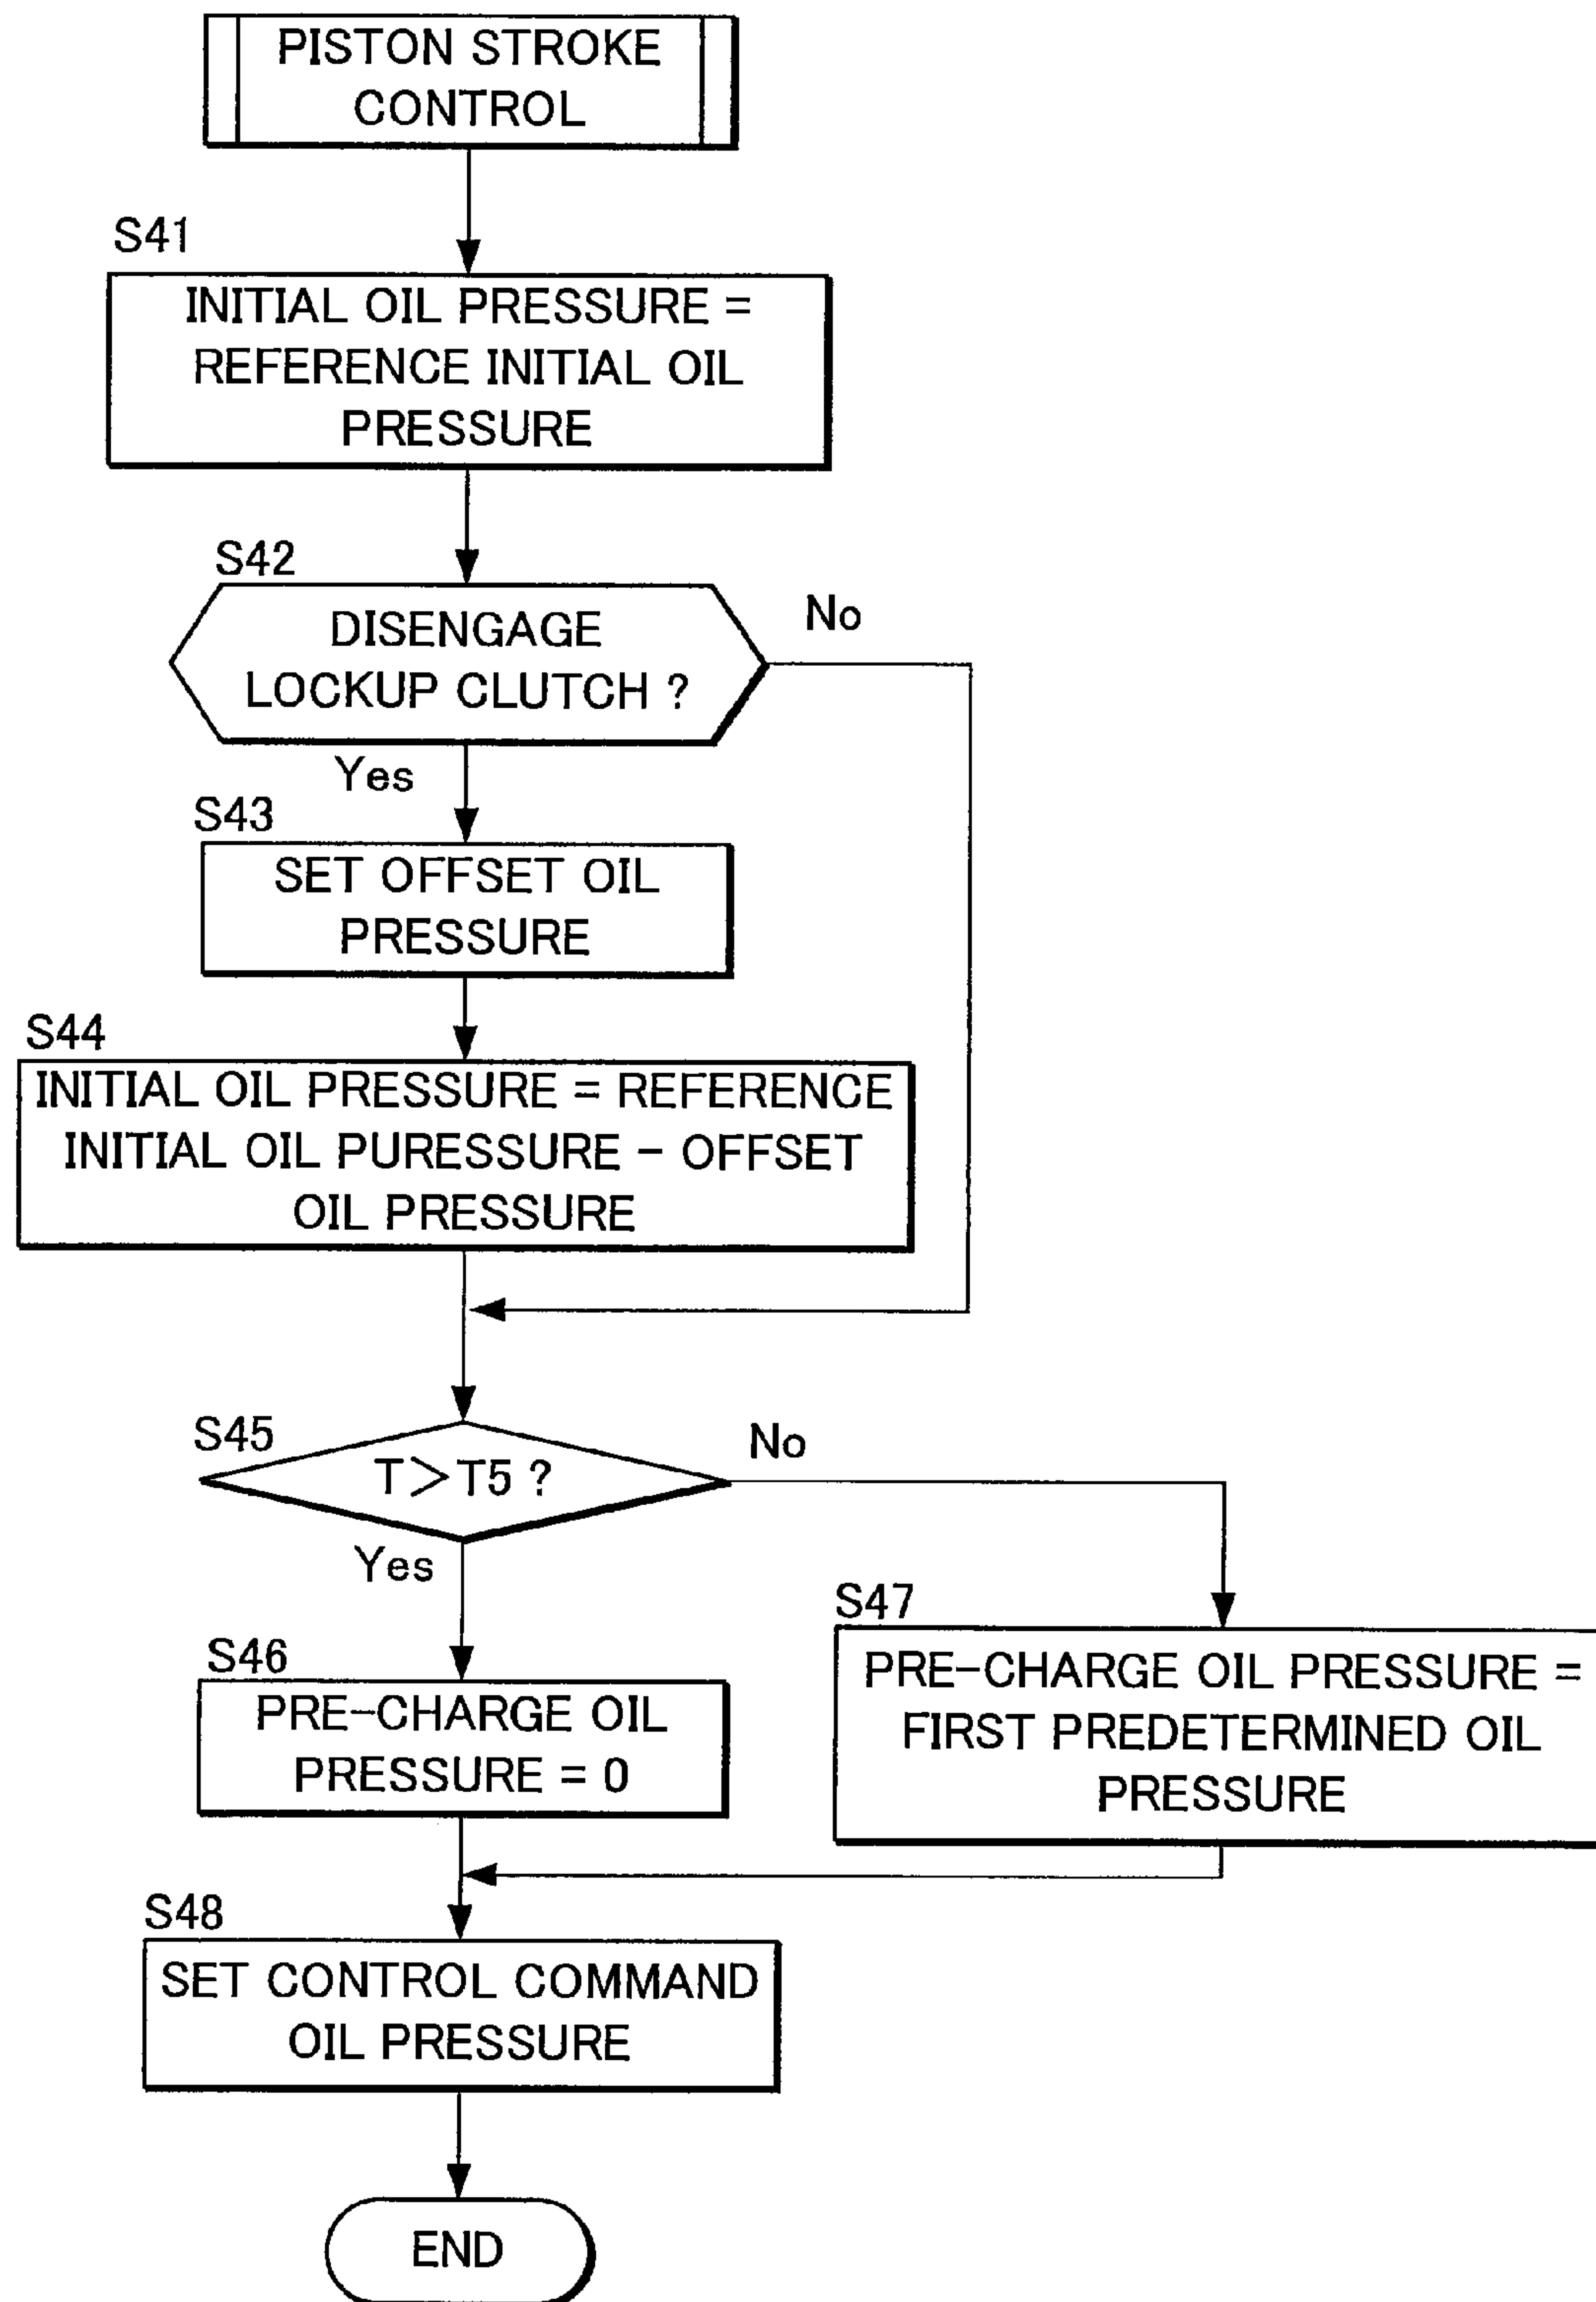 PISTON STROKE
CONTROL
S41
INITIAL OIL PRESSURE =
REFERENCE INITIAL OIL
PRESSURE
S42
DISENGAGE
LOCKUP CLUTCH ?
No
Yes
S43
SET OFFSET OIL
PRESSURE
S44
INITIAL OIL PRESSURE = REFERENCE
INITIAL OIL PURESSURE – OFFSET
OIL PRESSURE
S45
T>T5 ?
No
Yes
S46
PRE-CHARGE OIL
PRESSURE = 0
S47
PRE-CHARGE OIL PRESSURE =
FIRST PREDETERMINED OIL
PRESSURE
S48
SET CONTROL COMMAND
OIL PRESSURE
END